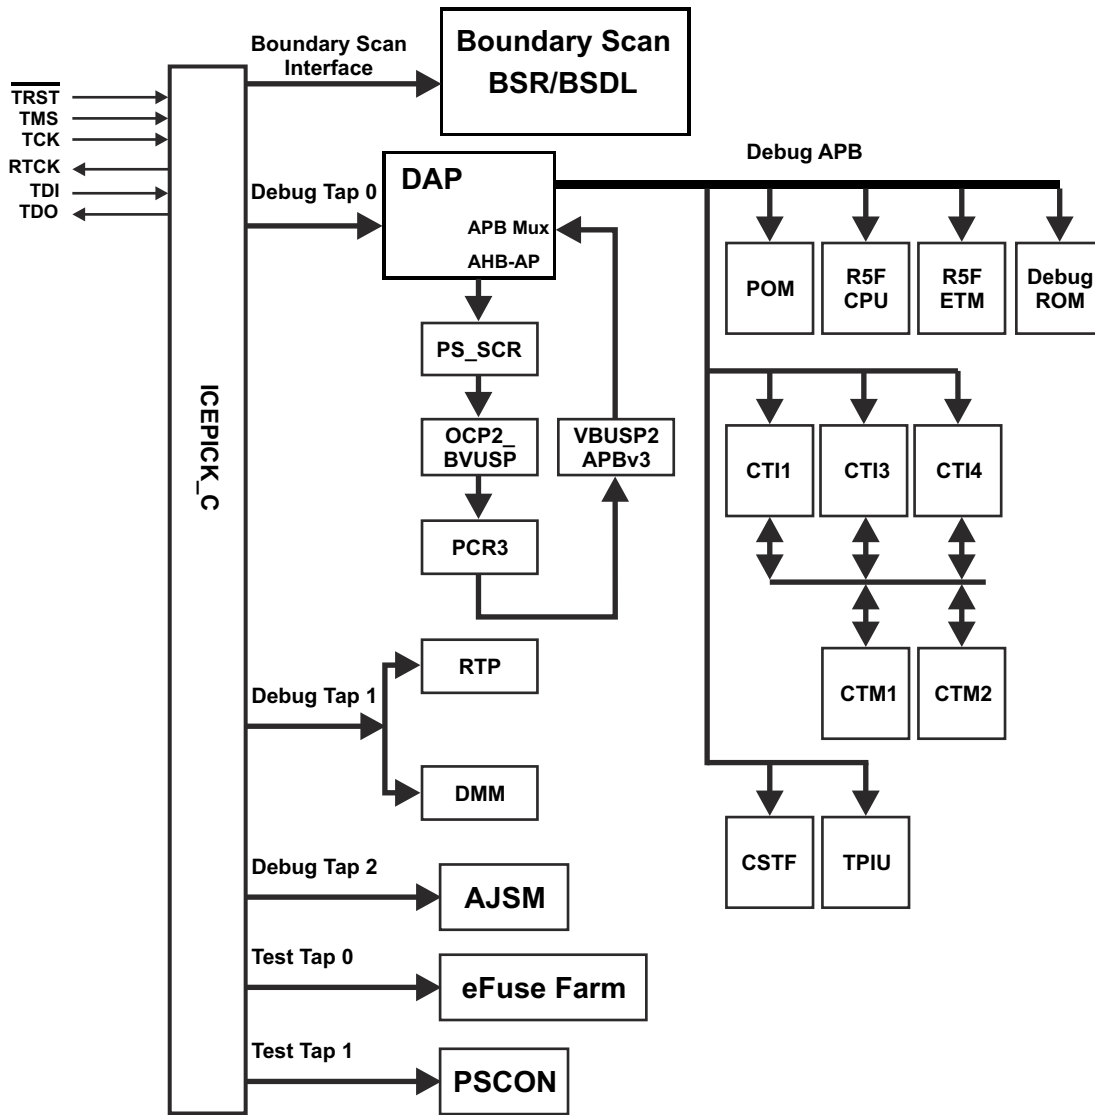 Boundary Scan
Interface
Boundary Scan
BSR/BSDL
TRST
TMS
TCK
RTCK
TDI
TDO
ICEPICK_C
Debug Tap 0
DAP
APB Mux
AHB-AP
Debug APB
POM
R5F
CPU
R5F
ETM
Debug
ROM
PS_SCR
OCP2_
BVUSP
VBUSP2
APBv3
PCR3
CTI1
CTI3
CTI4
CTM1
CTM2
Debug Tap 1
RTP
DMM
CSTF
TPIU
Debug Tap 2
AJSM
Test Tap 0
eFuse Farm
Test Tap 1
PSCON